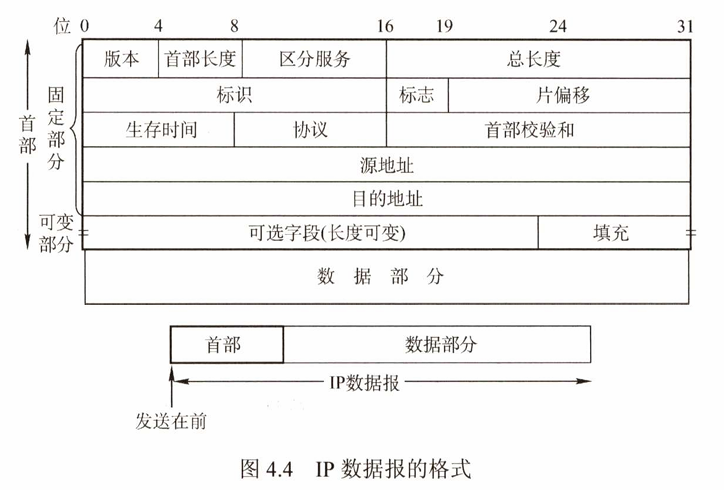 位 0 4 8 16 19 24 31
版本 首部长度 区分服务 总长度
标识 标志 片偏移
生存时间 协议 首部校验和
源地址
目的地址
可选字段(长度可变) 填充
数据部分
首部
固定部分
可变部分
首部 数据部分
IP数据报
发送在前
图 4.4 IP 数据报的格式